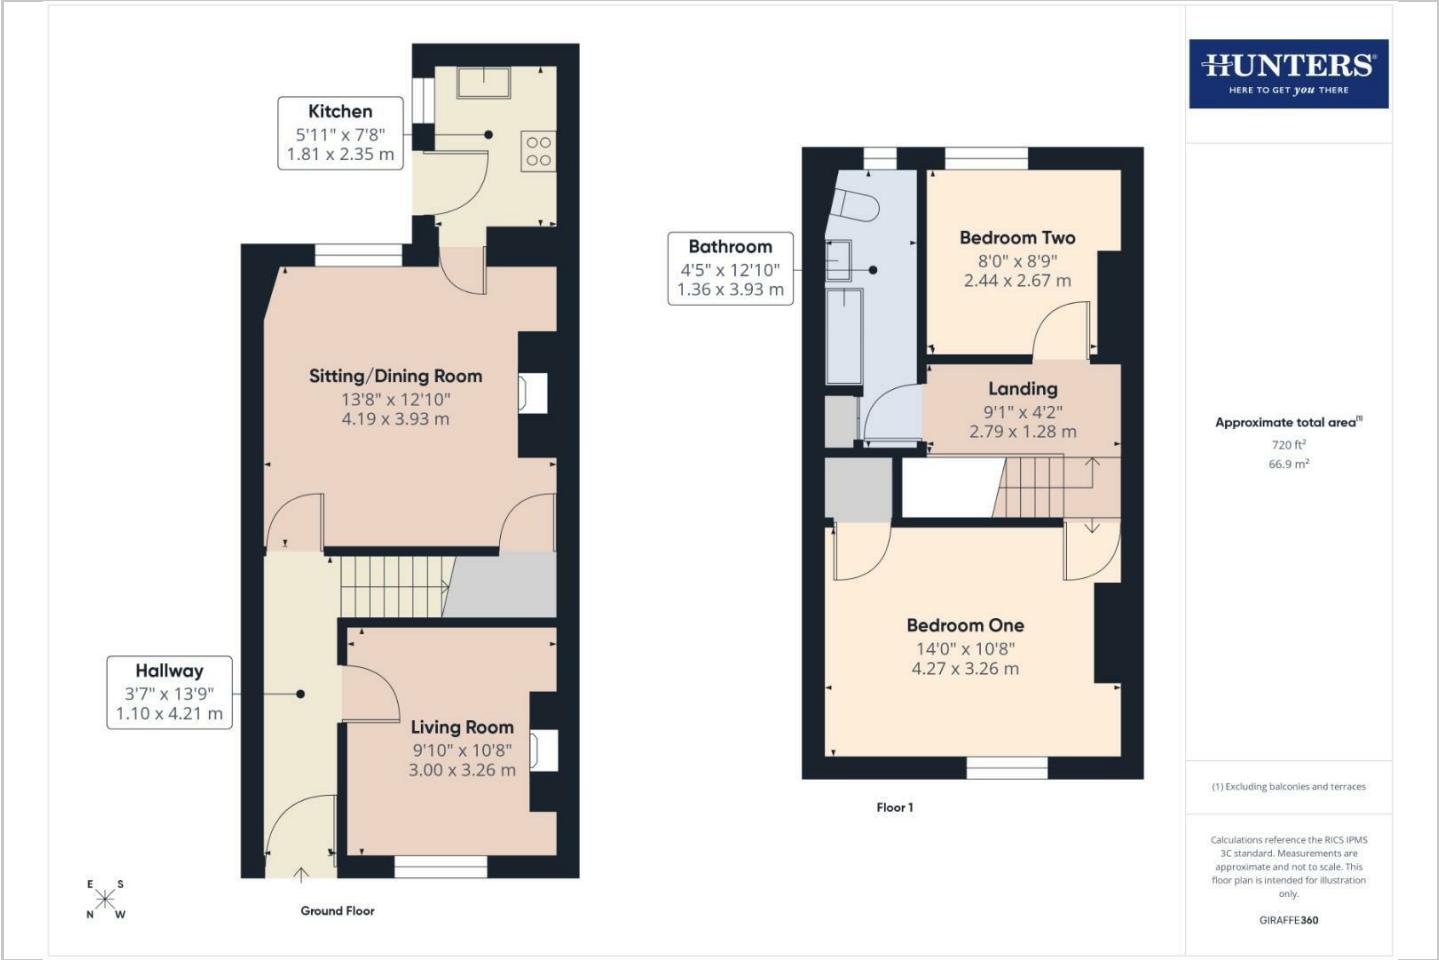 Kitchen
5'11" x 7'8"
1.81 x 2.35 m
Sitting/Dining Room
13'8" x 12'10"
4.19 x 3.93 m
Hallway
3'7" x 13'9"
1.10 x 4.21 m
Living Room
9'10" x 10'8"
3.00 x 3.26 m
E S
N W
Ground Floor
Bathroom
4'5" x 12'10"
1.36 x 3.93 m
Bedroom Two
8'0" x 8'9"
2.44 x 2.67 m
Landing
9'1" x 4'2"
2.79 x 1.28 m
Bedroom One
14'0" x 10'8"
4.27 x 3.26 m
Floor 1
HUNTERS®
HERE TO GET you THERE
Approximate total area(1)
720 ft²
66.9 m²
(1) Excluding balconies and terraces
Calculations reference the RICS IPMS
3C standard. Measurements are
approximate and not to scale. This
floor plan is intended for illustration
only.
GIRAFFE360